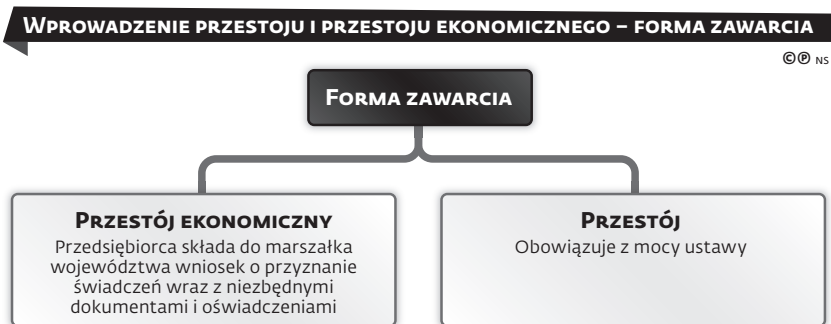 Wprowadzenie przestoju i przestoju ekonomicznego – forma zawarcia
©℗ NS
Forma zawarcia
Przestój ekonomiczny
Przedsiębiorca składa do marszałka
województwa wniosek o przyznanie
świadczeń wraz z niezbędnymi
dokumentami i oświadczeniami
Przestój
Obowiązuje z mocy ustawy